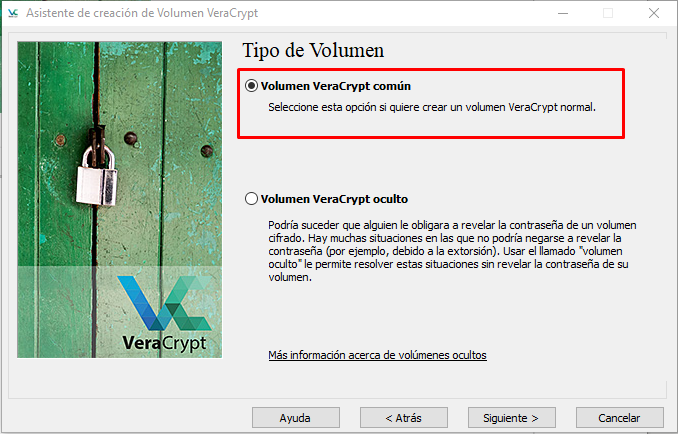 Asistente de creación de Volumen VeraCrypt
Tipo de Volumen
Volumen VeraCrypt común
Seleccione esta opción si quiere crear un volumen VeraCrypt normal.
Volumen VeraCrypt oculto
Podría suceder que alguien le obligara a revelar la contraseña de un volumen
cifrado. Hay muchas situaciones en las que no podría negarse a revelar la
contraseña (por ejemplo, debido a la extorsión). Usar el llamado "volumen
oculto" le permite resolver estas situaciones sin revelar la contraseña de su
volumen.
VeraCrypt
Más información acerca de volúmenes ocultos
Ayuda
< Atrás
Siguiente >
Cancelar